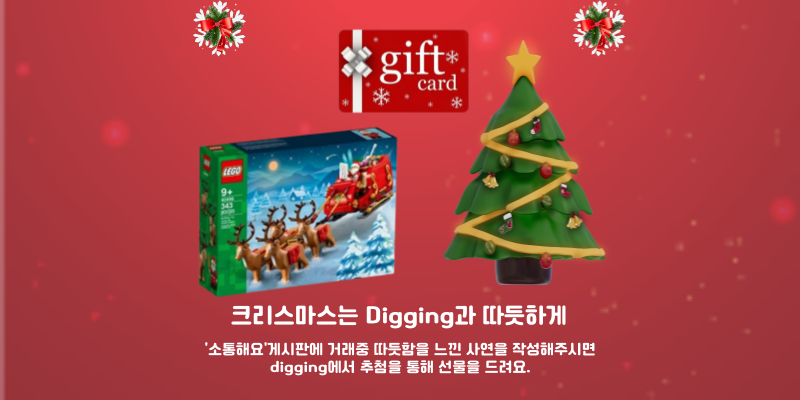 gift
card
LEGO
9+
343
크리스마스는 Digging과 따듯하게
'소통해요'게시판에 거래중 따듯함을 느낀 사연을 작성해주시면
digging에서 추첨을 통해 선물을 드려요.